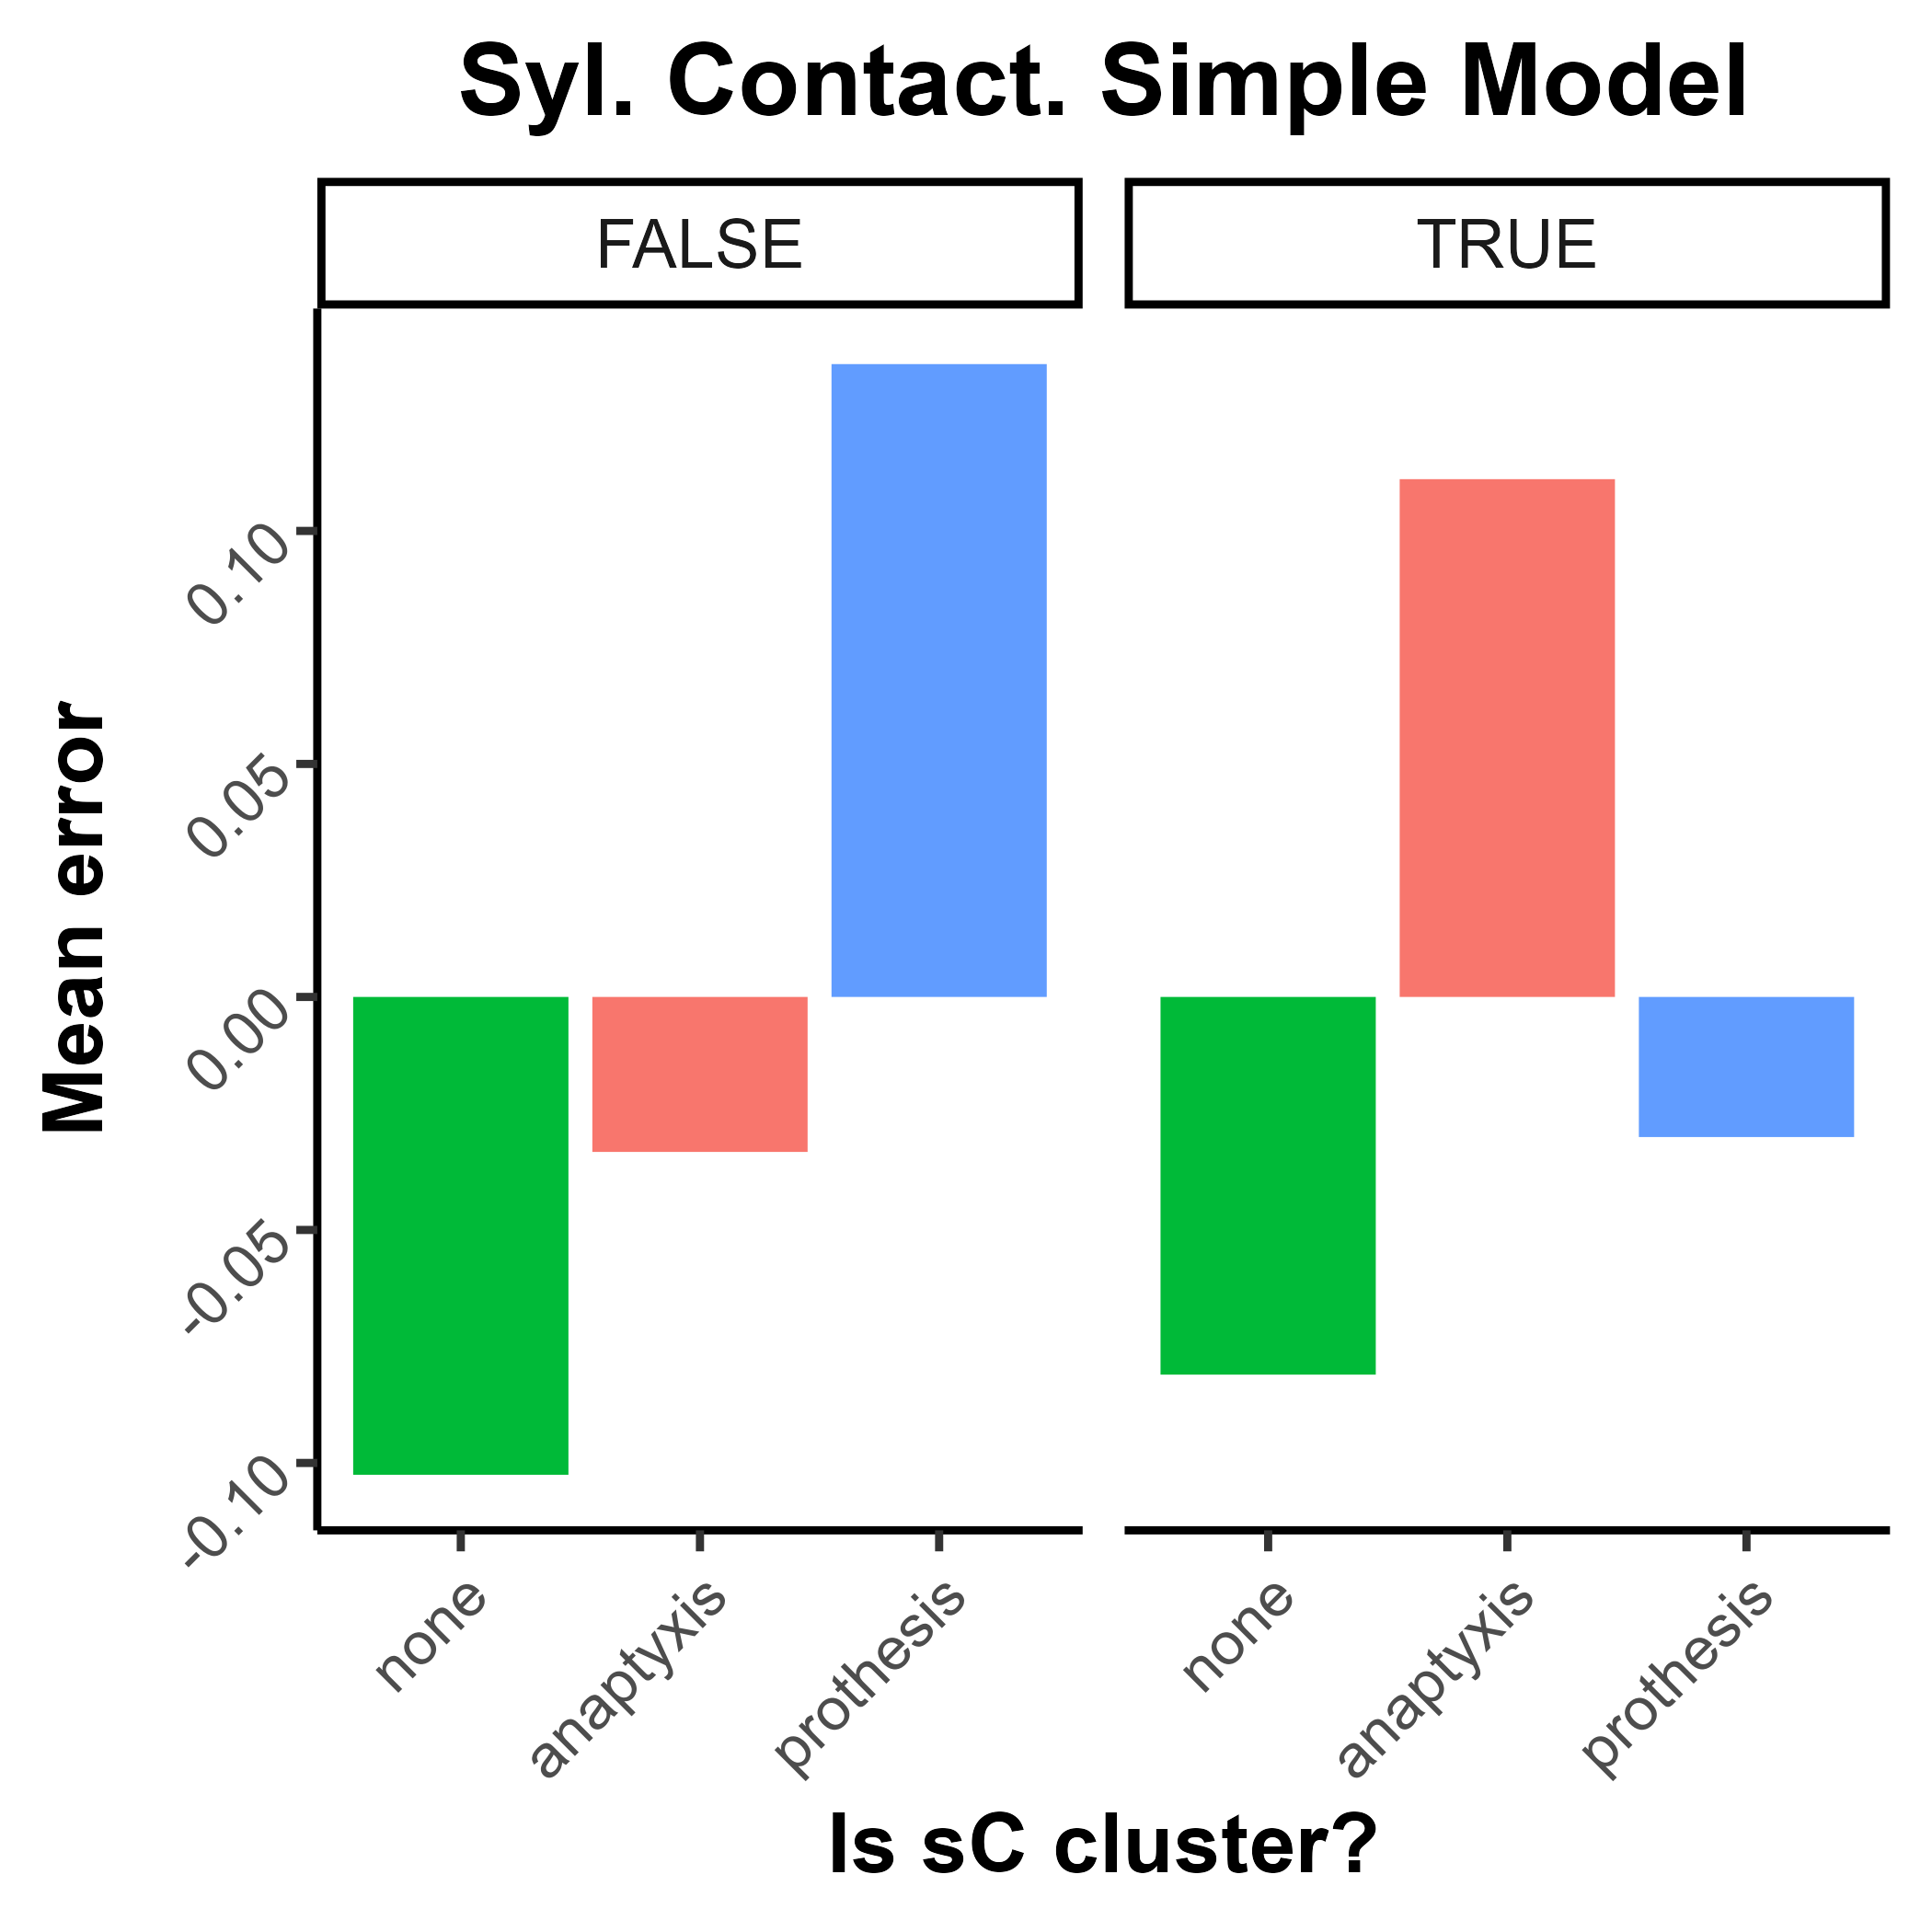 Syl. Contact. Simple Model
FALSE
TRUE
Mean error
0.10
0.05
0.00
-0.05
-0.10
none
anaptyxis
prothesis
none
anaptyxis
prothesis
Is sC cluster?